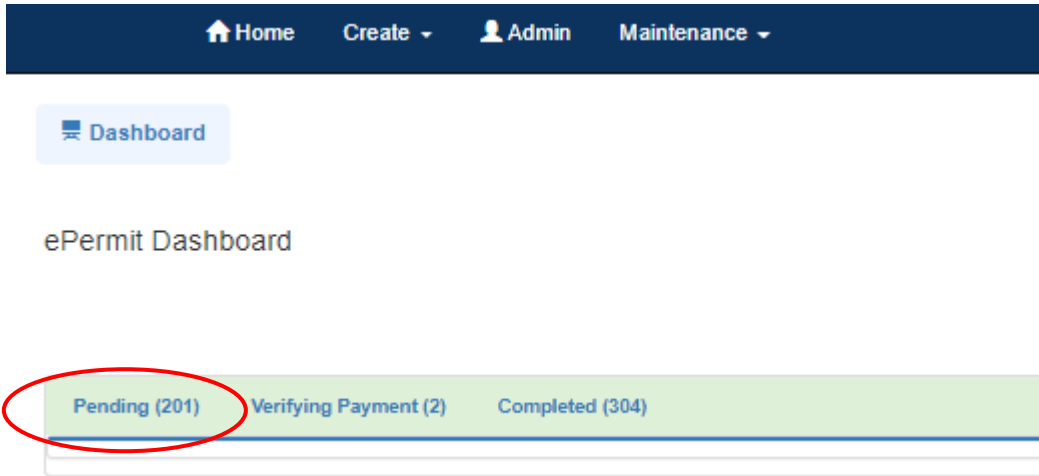 Home Create Admin Maintenance
Dashboard
ePermit Dashboard
Pending (201) Verifying Payment (2) Completed (304)